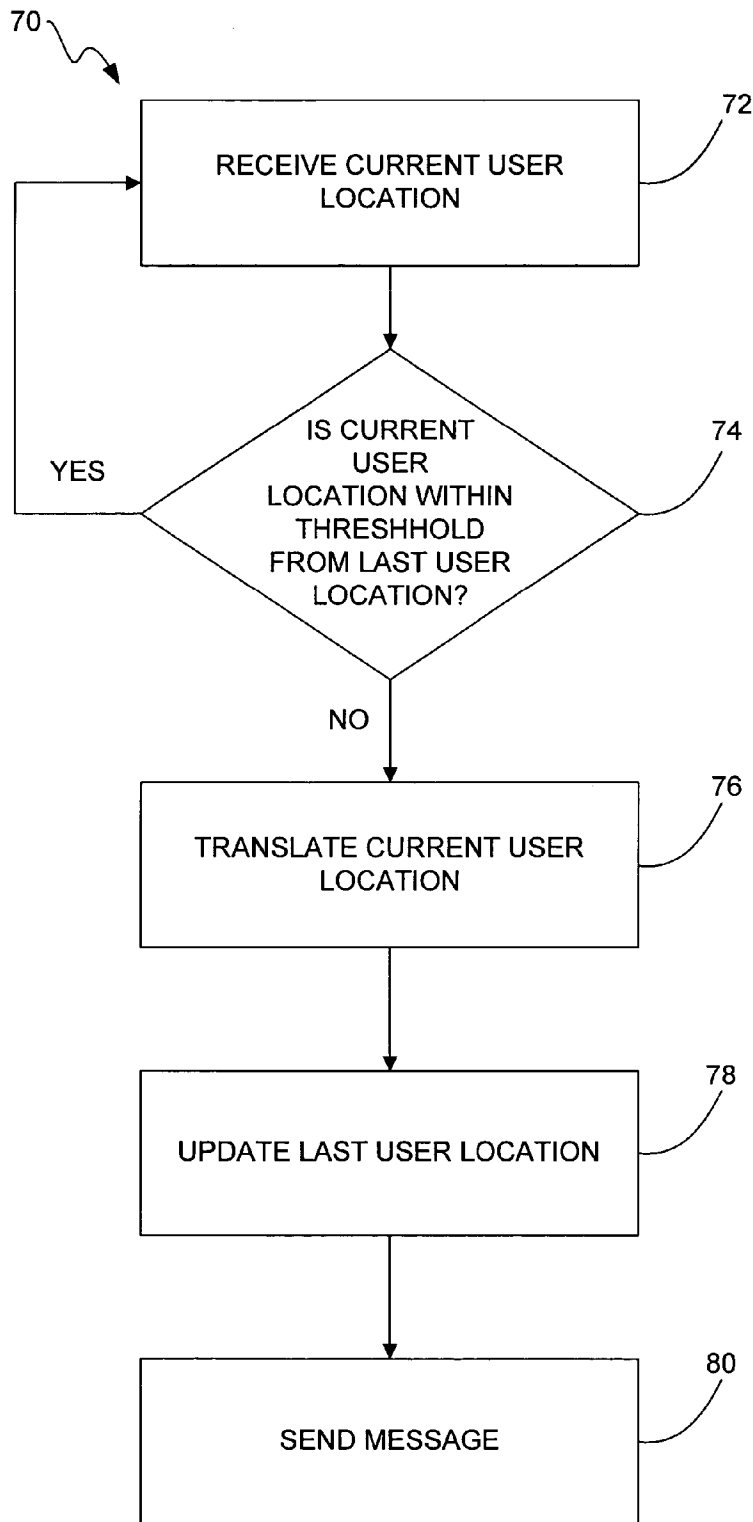 70
72
RECEIVE CURRENT USER
LOCATION
IS CURRENT
USER
LOCATION WITHIN
THRESHHOLD
FROM LAST USER
LOCATION?
74
YES
NO
76
TRANSLATE CURRENT USER
LOCATION
78
UPDATE LAST USER LOCATION
80
SEND MESSAGE